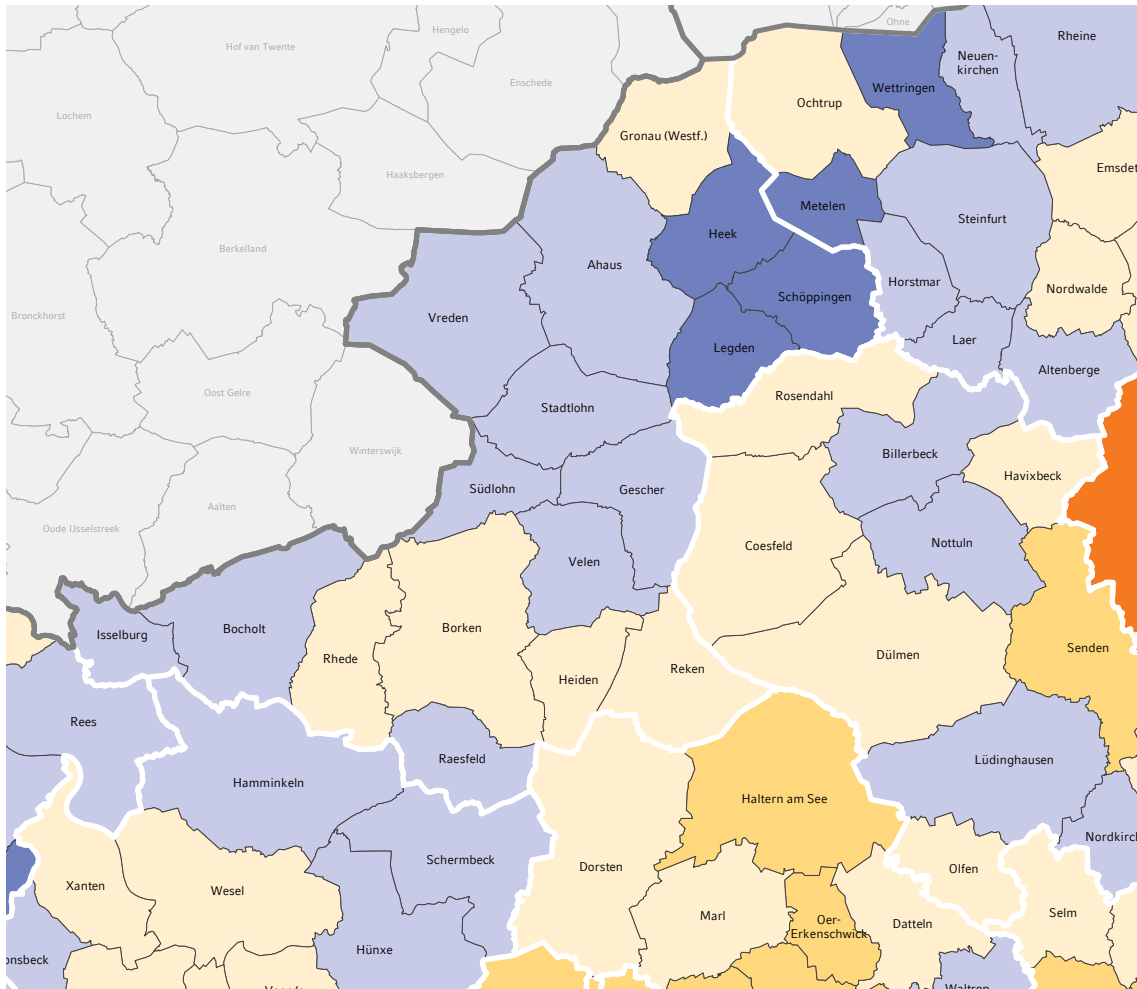 Ohne
Hengelo
Hof van Twente
Rheine
Neuen-
kirchen
Enschede
Wettringen
Ochtrup
Lochem
Gronau (Westf.)
Emsdet
Haaksbergen
Metelen
Steinfurt
Heek
Berkelland
Ahaus
Horstmar
Nordwalde
Schöppingen
Bronckhorst
Vreden
Laer
Legden
Altenberge
Oost Gelre
Rosendahl
Stadtlohn
Winterswijk
Billerbeck
Havixbeck
Südlohn
Gescher
Aalten
Oude IJsselstreek
Coesfeld
Nottuln
Velen
Isselburg
Bocholt
Borken
Senden
Rhede
Dülmen
Reken
Heiden
Rees
Raesfeld
Lüdinghausen
Hamminkeln
Haltern am See
Nordkirch
Schermbeck
Dorsten
Olfen
Xanten
Wesel
Selm
Marl
Oer-
Erkenschwick
Datteln
Hünxe
onsbeck
Voerde
Waltrop